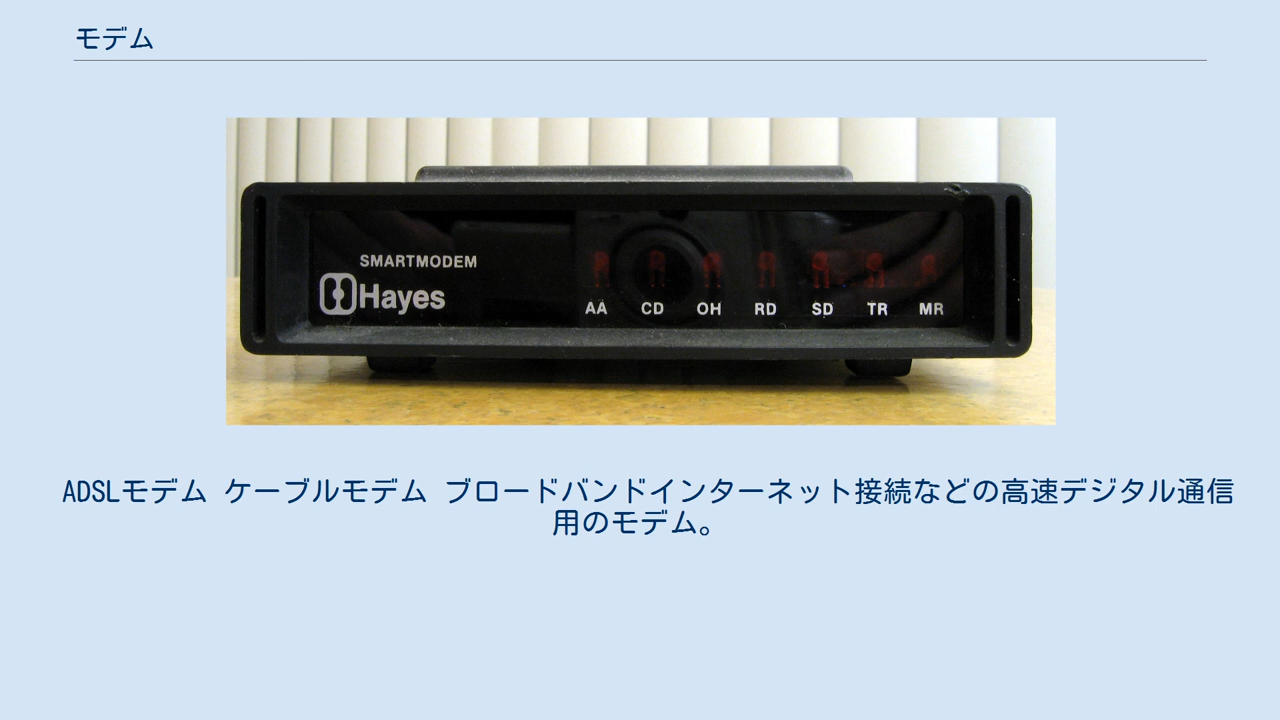 モデム
SMARTMODEM
Hayes
AA CD OH RD SD TR MR
ADSLモデム ケーブルモデム ブロードバンドインターネット接続などの高速デジタル通信
用のモデム。